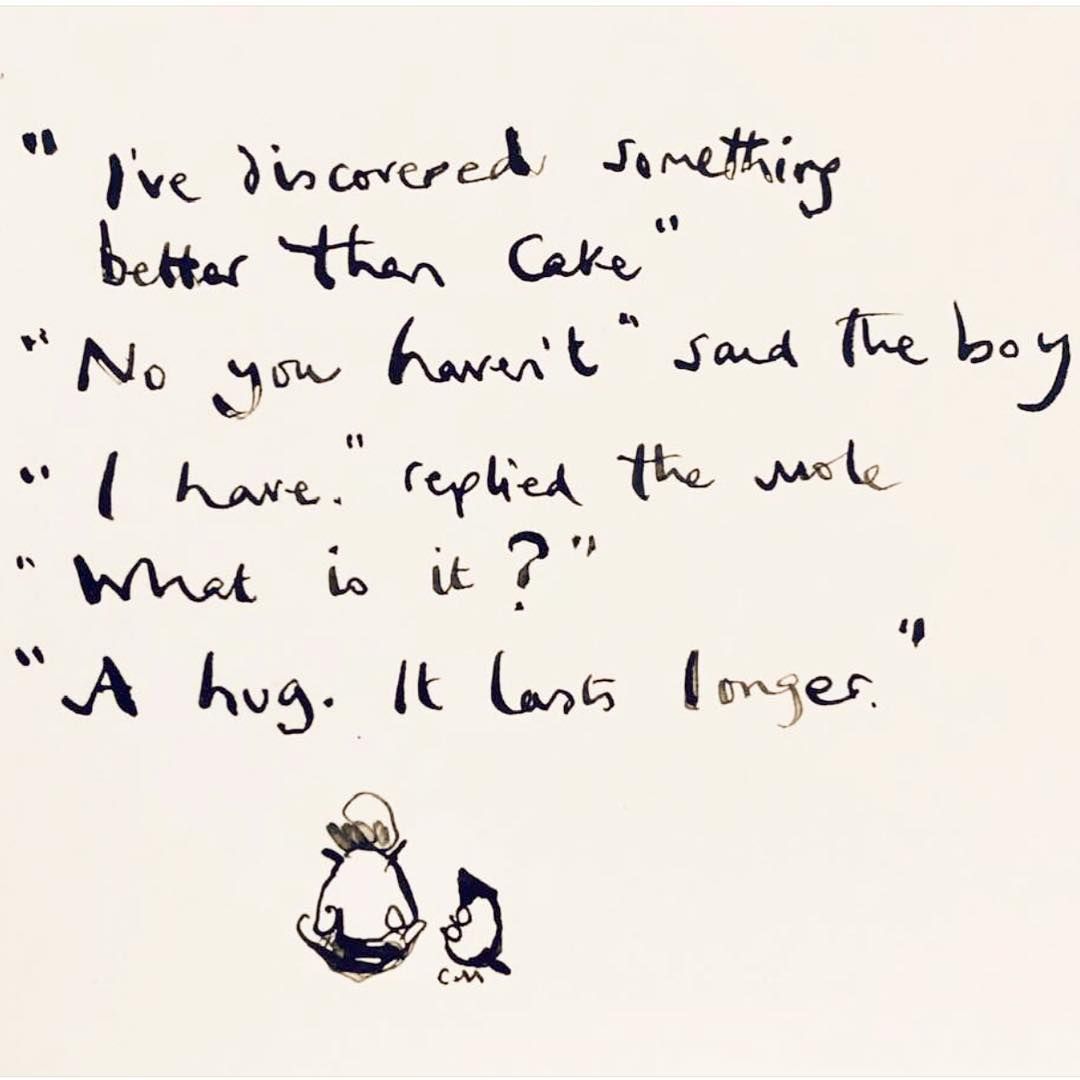 "I've discovered something
better than Cake"
"No you haven't" said the boy
"I have." replied the mole
"What is it?"
"A hug. It lasts longer."
CM